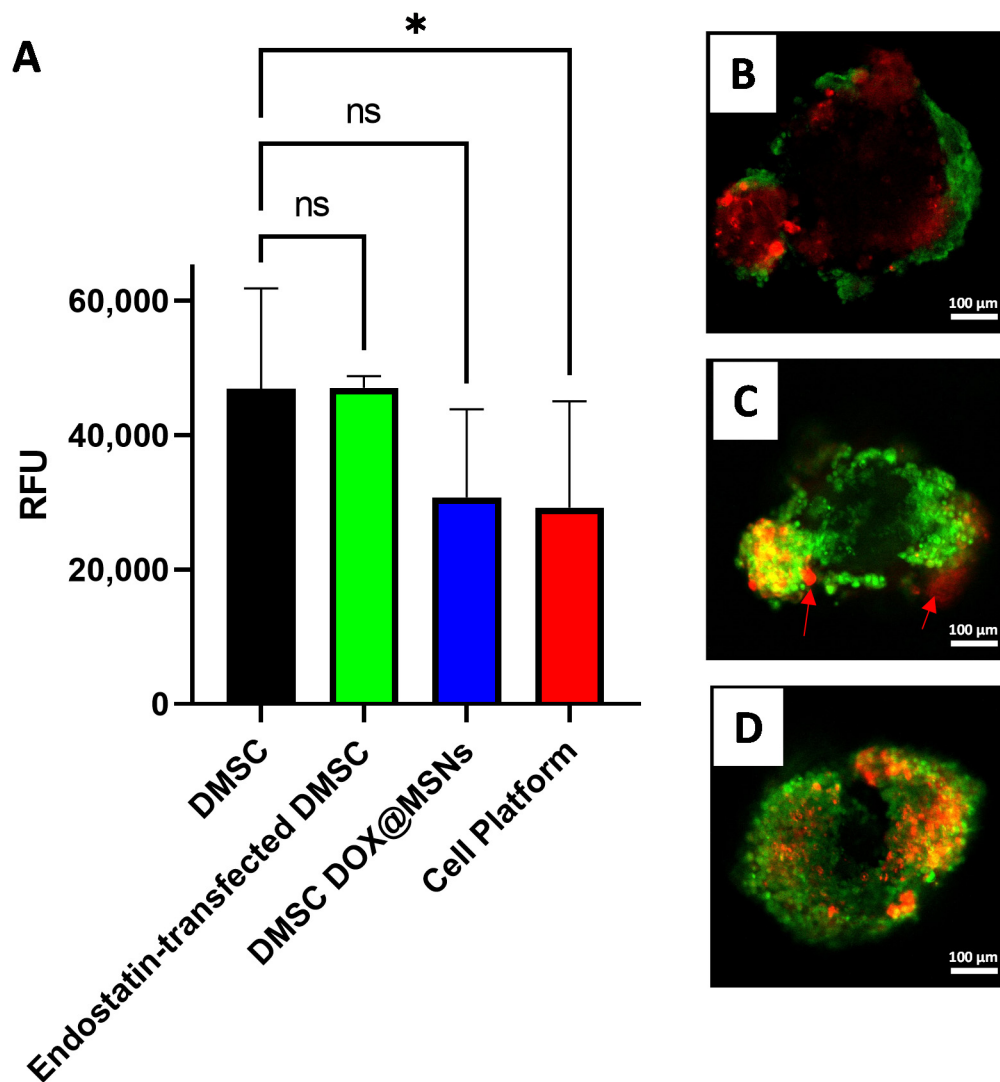 A
*
ns
ns
60,000
40,000
20,000
0
RFU
DMSC
Endostatin-transfected DMSC
DMSC DOX@MSNs
Cell Platform
B
100 µm
C
100 µm
D
100 µm